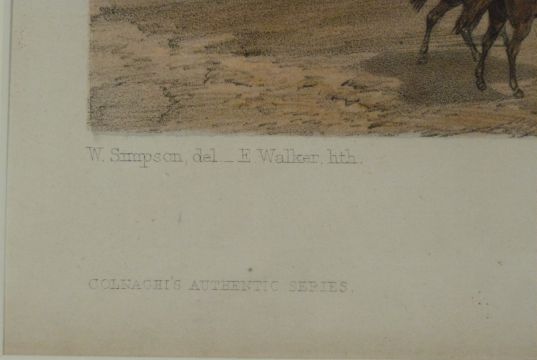 W. Simpson, del _ E. Walker, lith.
COLNAGHI'S AUTHENTIC SERIES.